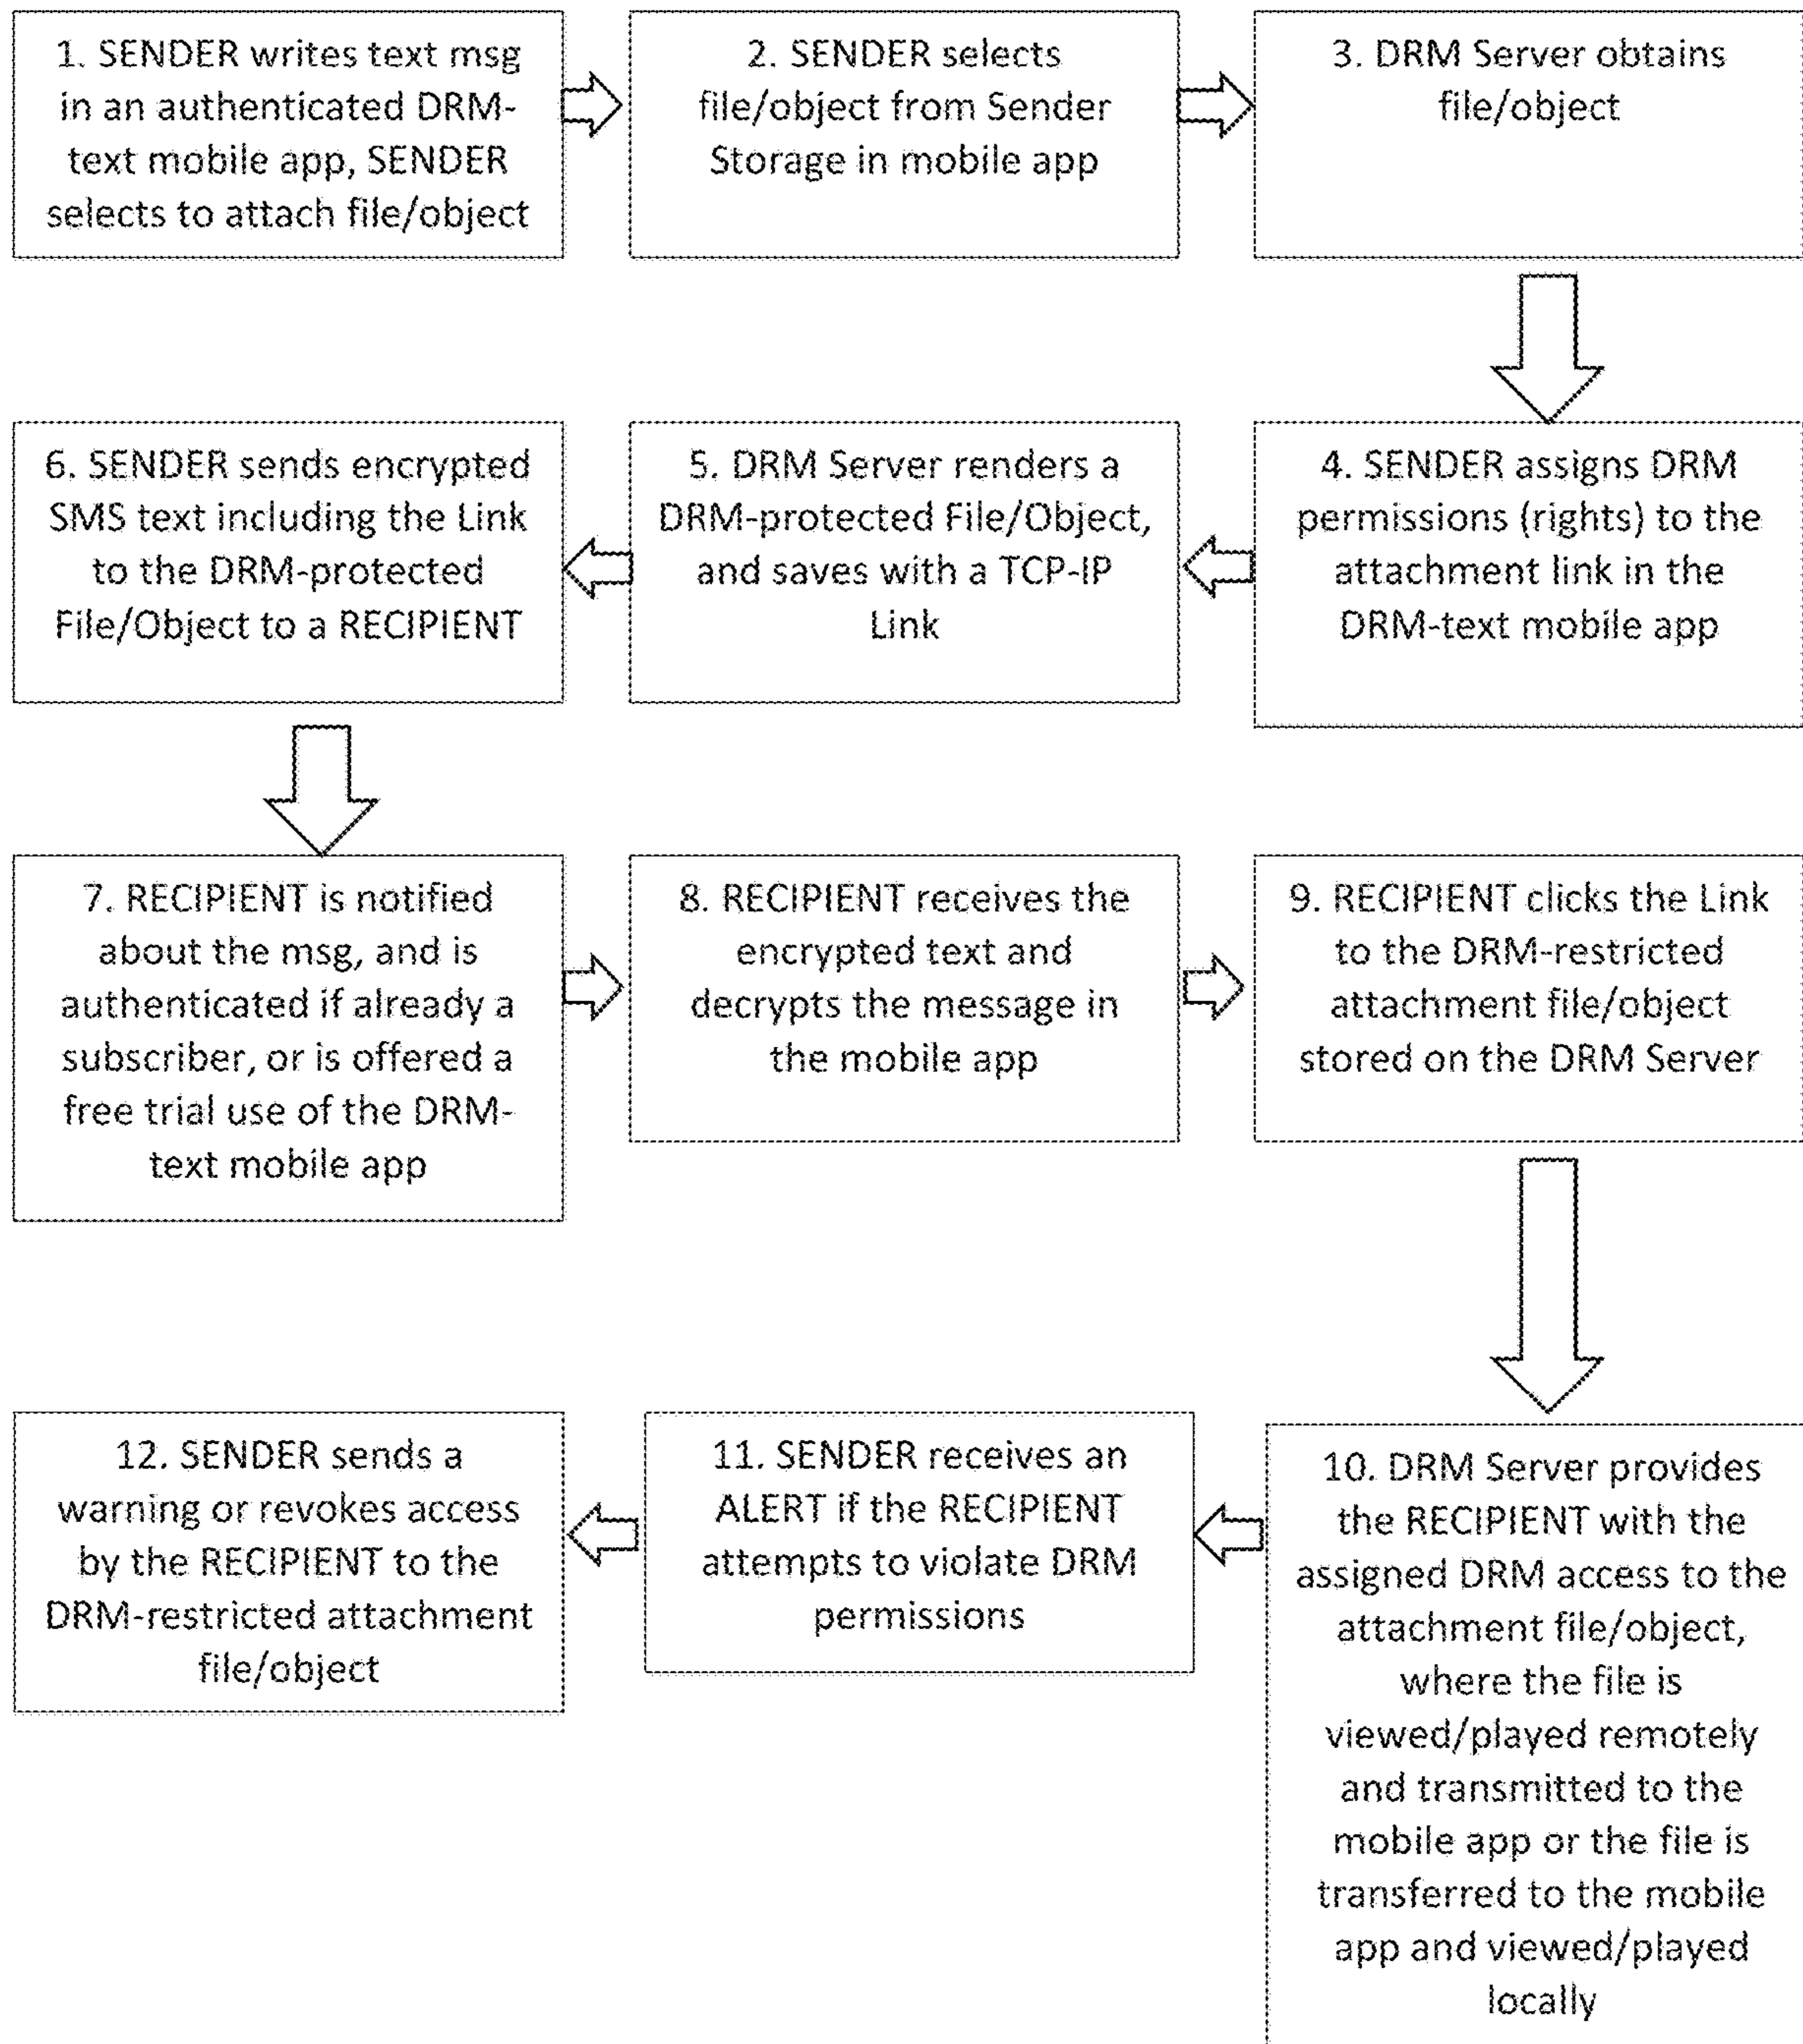 1. SENDER writes text msg
in an authenticated DRM-
text mobile app, SENDER
selects to attach file/object
2. SENDER selects
file/object from Sender
Storage in mobile app
3. DRM Server obtains
file/object
4. SENDER assigns DRM
permissions (rights) to the
attachment link in the
DRM-text mobile app
5. DRM Server renders a
DRM-protected File/Object,
and saves with a TCP-IP
Link
6. SENDER sends encrypted
SMS text including the Link
to the DRM-protected
File/Object to a RECIPIENT
7. RECIPIENT is notified
about the msg, and is
authenticated if already a
subscriber, or is offered a
free trial use of the DRM-
text mobile app
8. RECIPIENT receives the
encrypted text and
decrypts the message in
the mobile app
9. RECIPIENT clicks the Link
to the DRM-restricted
attachment file/object
stored on the DRM Server
10. DRM Server provides
the RECIPIENT with the
assigned DRM access to the
attachment file/object,
where the file is
viewed/played remotely
and transmitted to the
mobile app or the file is
transferred to the mobile
app and viewed/played
locally
11. SENDER receives an
ALERT if the RECIPIENT
attempts to violate DRM
permissions
12. SENDER sends a
warning or revokes access
by the RECIPIENT to the
DRM-restricted attachment
file/object